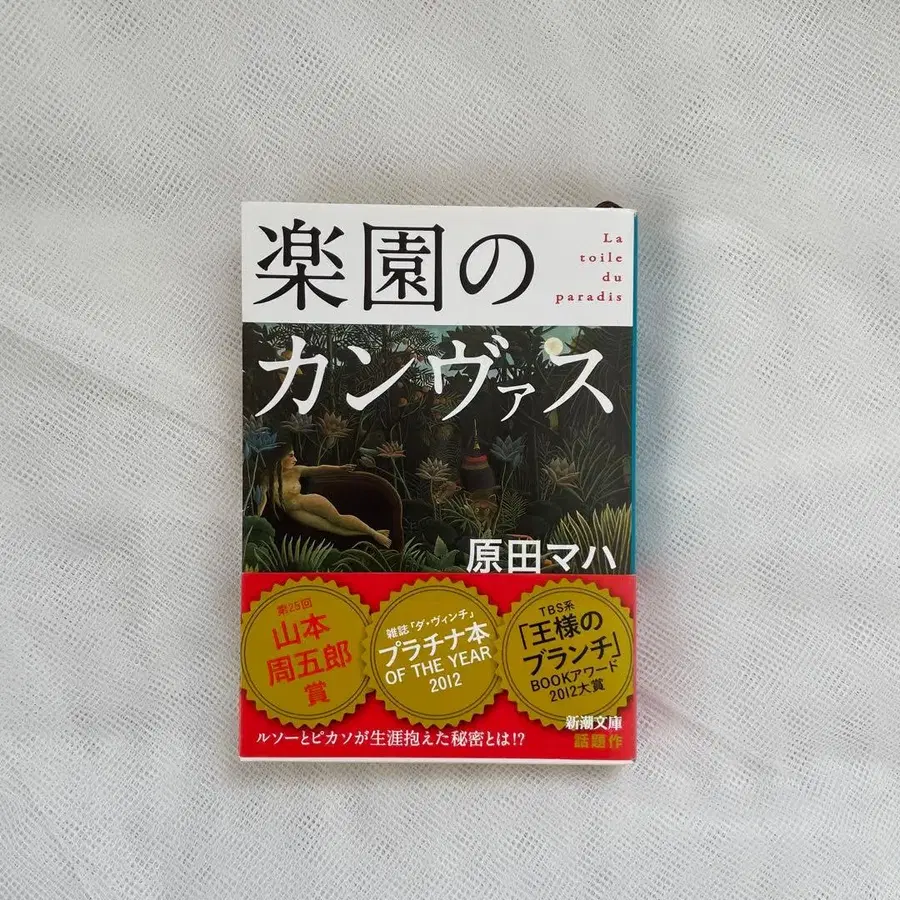 楽園の
La
toile
du
paradis
カンヴァス
原田マハ
第25回
山本
周五郎
賞
雑誌「ダ・ヴィンチ」
プラチナ本
OF THE YEAR
2012
TBS系
「王様の
ブランチ」
BOOKアワード
2012大賞
新潮文庫
話題作
ルソーとピカソが生涯抱えた秘密とは!?